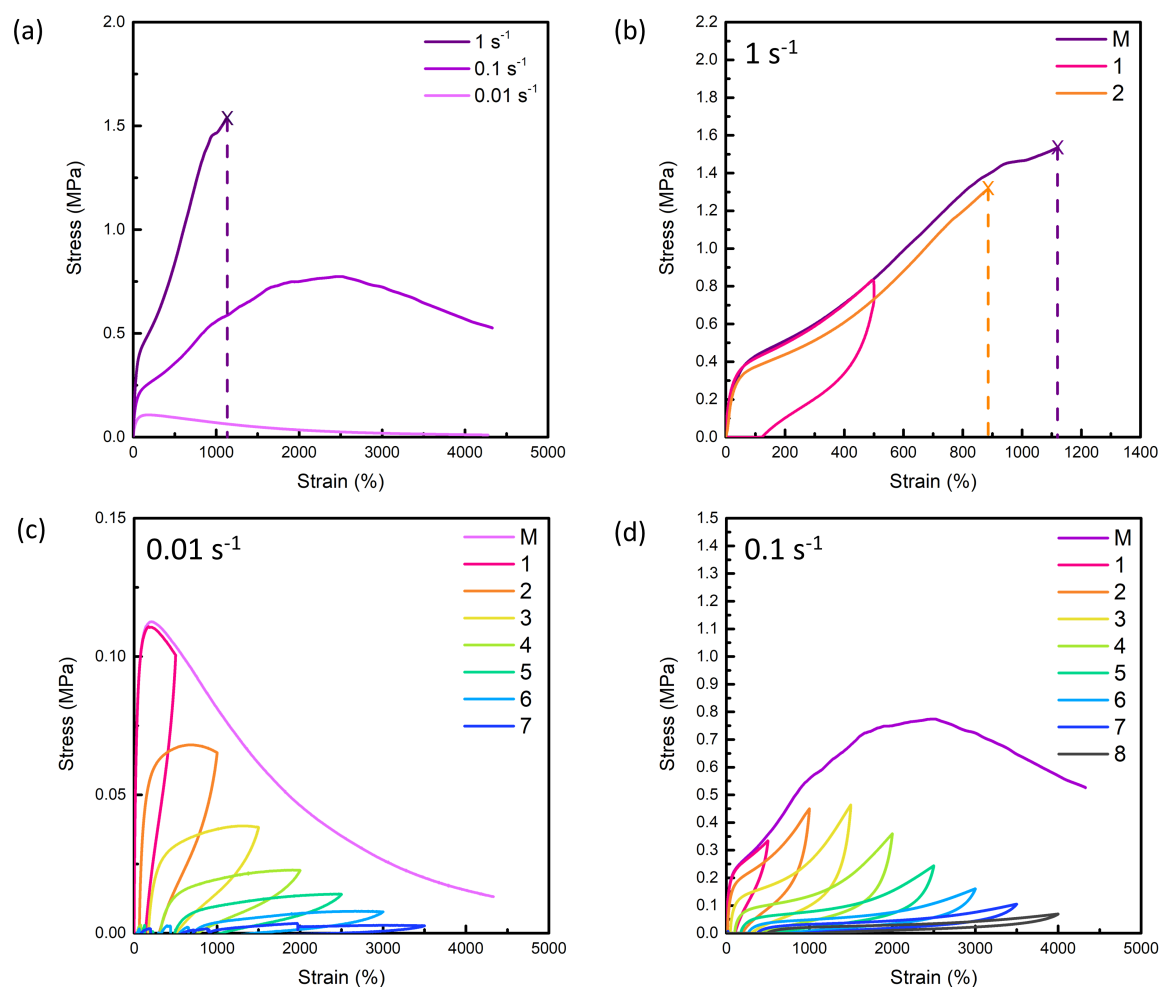 (a)
2.0
1.5
1.0
0.5
0.0
Stress (MPa)
0 1000 2000 3000 4000 5000
Strain (%)
1 s⁻¹
0.1 s⁻¹
0.01 s⁻¹
X
(b)
1 s⁻¹
2.2
2.0
1.8
1.6
1.4
1.2
1.0
0.8
0.6
0.4
0.2
0.0
Stress (MPa)
0 200 400 600 800 1000 1200 1400
Strain (%)
M
1
2
X
X
(c)
0.01 s⁻¹
0.15
0.10
0.05
0.00
Stress (MPa)
0 1000 2000 3000 4000 5000
Strain (%)
M
1
2
3
4
5
6
7
(d)
0.1 s⁻¹
1.5
1.4
1.3
1.2
1.1
1.0
0.9
0.8
0.7
0.6
0.5
0.4
0.3
0.2
0.1
0.0
Stress (MPa)
0 1000 2000 3000 4000 5000
Strain (%)
M
1
2
3
4
5
6
7
8